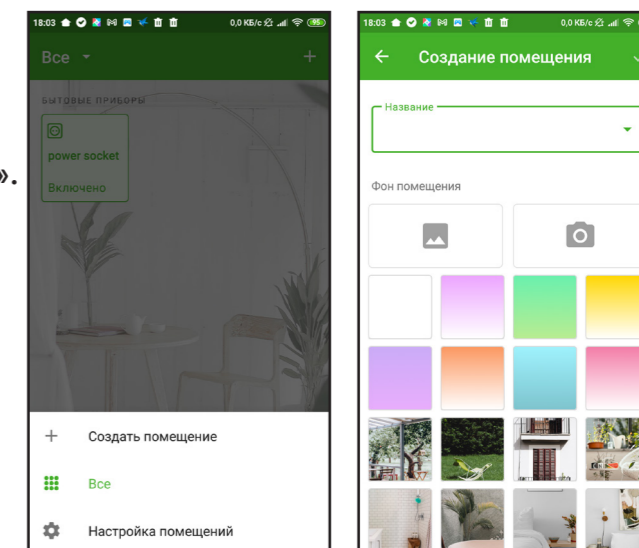 ».
18:03 0,0 КБ/с 95
Все
БЫТОВЫЕ ПРИБОРЫ
power socket
Включено
Создать помещение
Все
Настройка помещений
18:03 0,0 КБ/с
Создание помещения
Название
Фон помещения